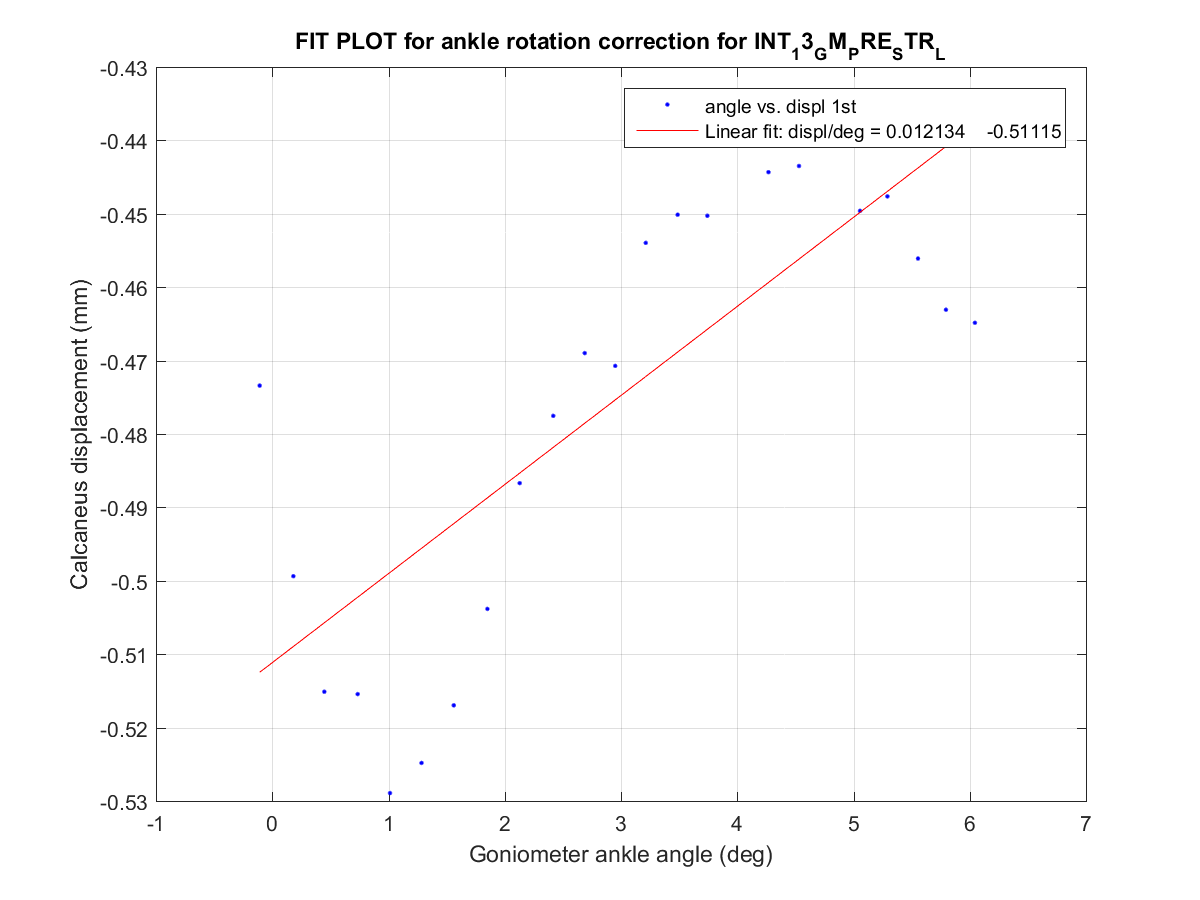 FIT PLOT for ankle rotation correction for INT₁3_GM_PRE_STR_L
angle vs. displ 1st
Linear fit: displ/deg = 0.012134 -0.51115
-0.43
-0.44
-0.45
-0.46
-0.47
-0.48
-0.49
-0.5
-0.51
-0.52
-0.53
Calcaneus displacement (mm)
-1 0 1 2 3 4 5 6 7
Goniometer ankle angle (deg)